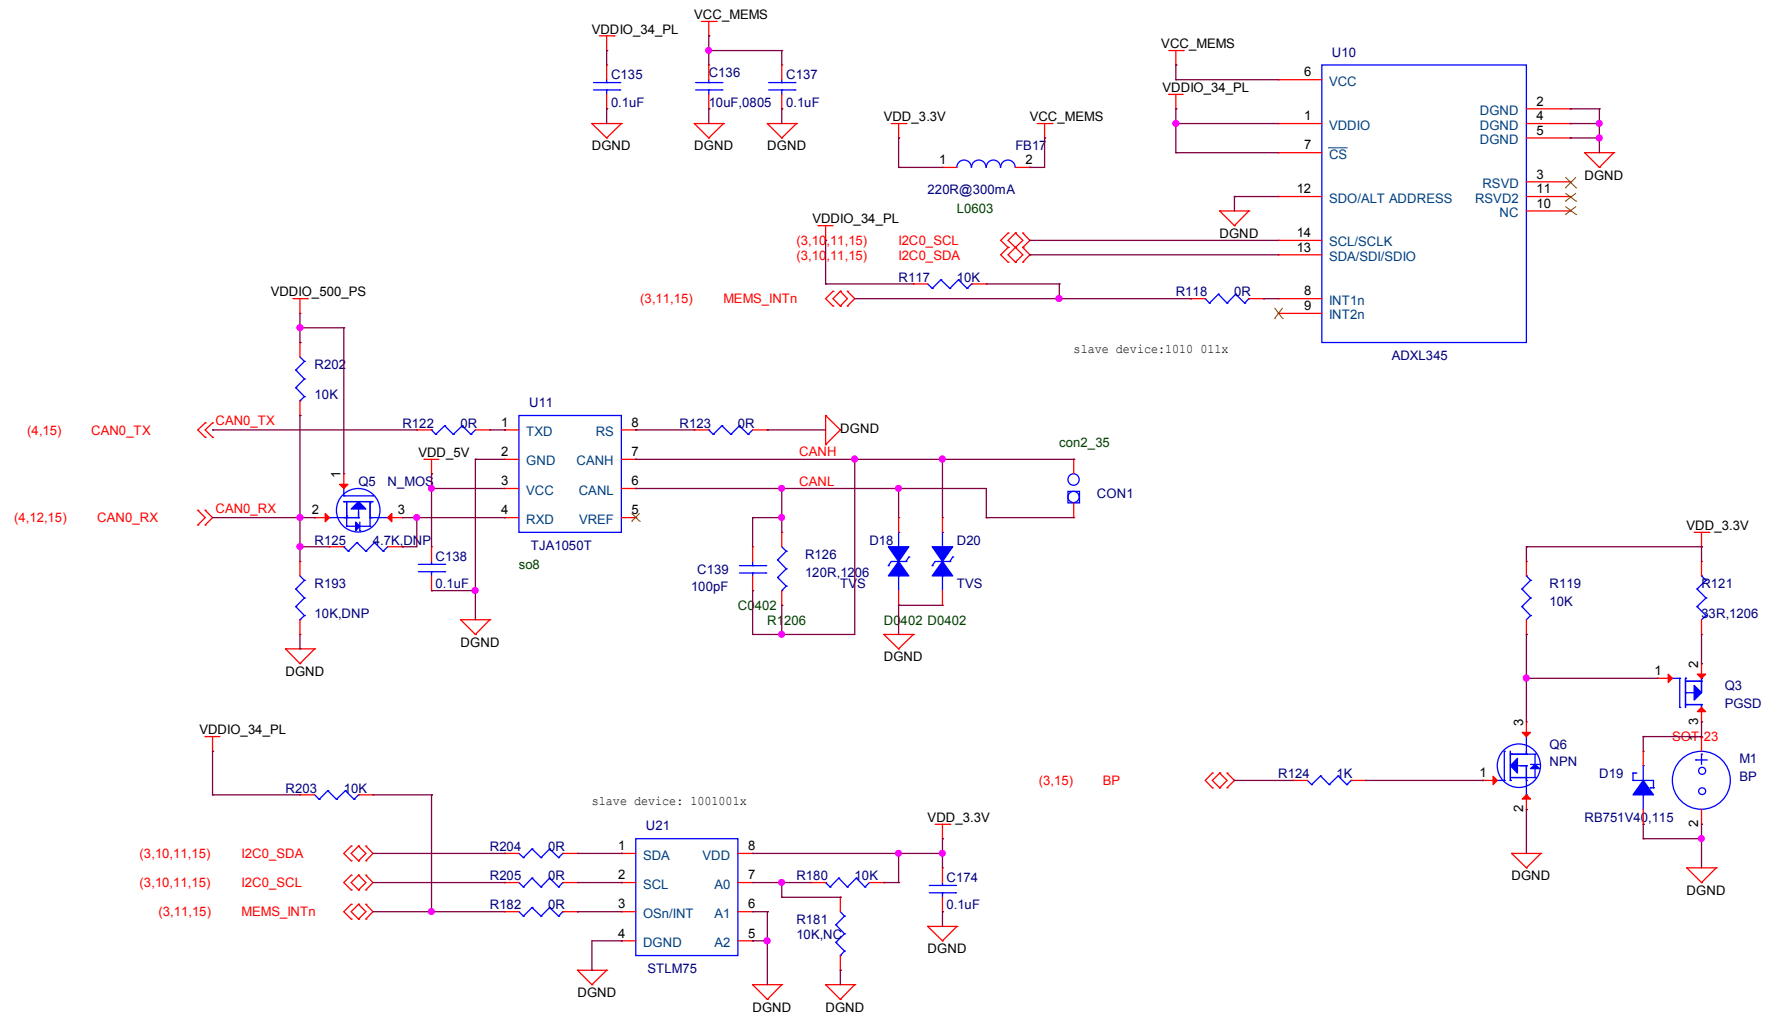 VDDIO_34_PL
C135
0.1uF
DGND
VCC_MEMS
C136
10uF,0805
DGND
C137
0.1uF
DGND
VDD_3.3V
VCC_MEMS
FB17
1
2
220R@300mA
L0603
VCC_MEMS
VDDIO_34_PL
U10
6
VCC
1
VDDIO
7
CS
12
SDO/ALT ADDRESS
DGND
14
SCL/SCLK
13
SDA/SDI/SDIO
8
INT1n
9
INT2n
DGND
2
DGND
4
DGND
5
DGND
RSVD
3
RSVD2
11
NC
10
ADXL345
VDDIO_34_PL
(3,10,11,15) I2C0_SCL
(3,10,11,15) I2C0_SDA
R117 10K
(3,11,15) MEMS_INTn
R118 0R
slave device:1010 011x
VDDIO_500_PS
R202
10K
(4,15) CAN0_TX
CAN0_TX
R122 0R
(4,12,15) CAN0_RX
CAN0_RX
1
Q5 N_MOS
2
3
R125 4.7K,DNP
R193
10K,DNP
DGND
VDD_5V
C138
0.1uF
DGND
U11
1
TXD
2
GND
3
VCC
4
RXD
RS
8
CANH
7
CANL
6
VREF
5
TJA1050T
so8
R123 0R
DGND
CANH
CANL
con2_35
CON1
C139
100pF
C0402
R126
120R,1206
R1206
D18
TVS
D0402
D20
TVS
D0402
DGND
VDDIO_34_PL
R203 10K
slave device: 1001001x
(3,10,11,15) I2C0_SDA
R204 0R
(3,10,11,15) I2C0_SCL
R205 0R
(3,11,15) MEMS_INTn
R182 0R
U21
1
SDA
2
SCL
3
OSn/INT
4
DGND
VDD
8
A0
7
A1
6
A2
5
STLM75
DGND
DGND
R180 10K
R181
10K,NC
DGND
VDD_3.3V
C174
0.1uF
DGND
(3,15) BP
R124 1K
VDD_3.3V
R119
10K
R121
33R,1206
1
2
3
Q3
PGSD
SOT-23
3
Q6
NPN
1
2
DGND
D19
RB751V40,115
M1
BP
2
DGND